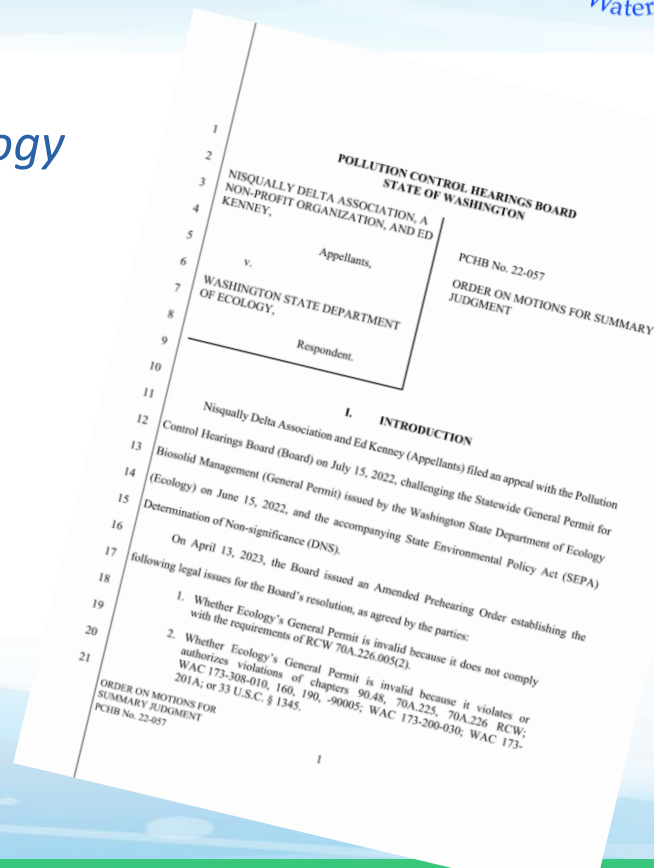 Water
ogy
POLLUTION CONTROL HEARINGS BOARD
STATE OF WASHINGTON
1
2
3
4
5
6
7
8
9
10
11
12
13
14
15
16
17
18
19
20
21
NISQUALLY DELTA ASSOCIATION, A
NON-PROFIT ORGANIZATION, AND ED
KENNEY,
Appellants,
v.
WASHINGTON STATE DEPARTMENT
OF ECOLOGY,
Respondent.
PCHB No. 22-057
ORDER ON MOTIONS FOR SUMMARY
JUDGMENT
I. INTRODUCTION
Nisqually Delta Association and Ed Kenney (Appellants) filed an appeal with the Pollution
Control Hearings Board (Board) on July 15, 2022, challenging the Statewide General Permit for
Biosolid Management (General Permit) issued by the Washington State Department of Ecology
(Ecology) on June 15, 2022, and the accompanying State Environmental Policy Act (SEPA)
Determination of Non-significance (DNS).
On April 13, 2023, the Board issued an Amended Prehearing Order establishing the
following legal issues for the Board's resolution, as agreed by the parties:
1. Whether Ecology's General Permit is invalid because it does not comply
with the requirements of RCW 70A.226.005(2).
2. Whether Ecology's General Permit is invalid because it violates or
authorizes violations of chapters 90.48, 70A.225, 70A.226 RCW;
WAC 173-308-010, 160, 190, -90005; WAC 173-200-030; WAC 173-
201A; or 33 U.S.C. § 1345.
ORDER ON MOTIONS FOR
SUMMARY JUDGMENT
PCHB No. 22-057
1